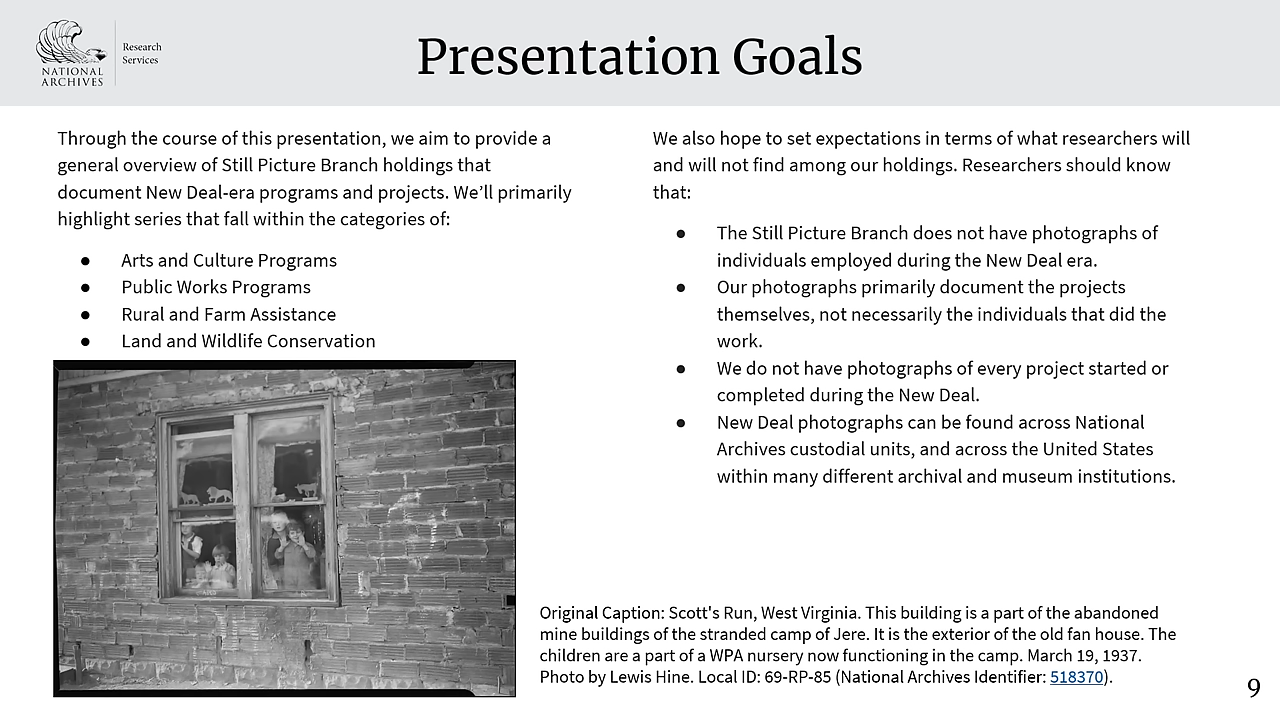 NATIONAL
ARCHIVES
Research
Services
Presentation Goals
Through the course of this presentation, we aim to provide a
general overview of Still Picture Branch holdings that
document New Deal-era programs and projects. We’ll primarily
highlight series that fall within the categories of:
● Arts and Culture Programs
● Public Works Programs
● Rural and Farm Assistance
● Land and Wildlife Conservation
We also hope to set expectations in terms of what researchers will
and will not find among our holdings. Researchers should know
that:
● The Still Picture Branch does not have photographs of
individuals employed during the New Deal era.
● Our photographs primarily document the projects
themselves, not necessarily the individuals that did the
work.
● We do not have photographs of every project started or
completed during the New Deal.
● New Deal photographs can be found across National
Archives custodial units, and across the United States
within many different archival and museum institutions.
Original Caption: Scott's Run, West Virginia. This building is a part of the abandoned
mine buildings of the stranded camp of Jere. It is the exterior of the old fan house. The
children are a part of a WPA nursery now functioning in the camp. March 19, 1937.
Photo by Lewis Hine. Local ID: 69-RP-85 (National Archives Identifier: 518370).
9